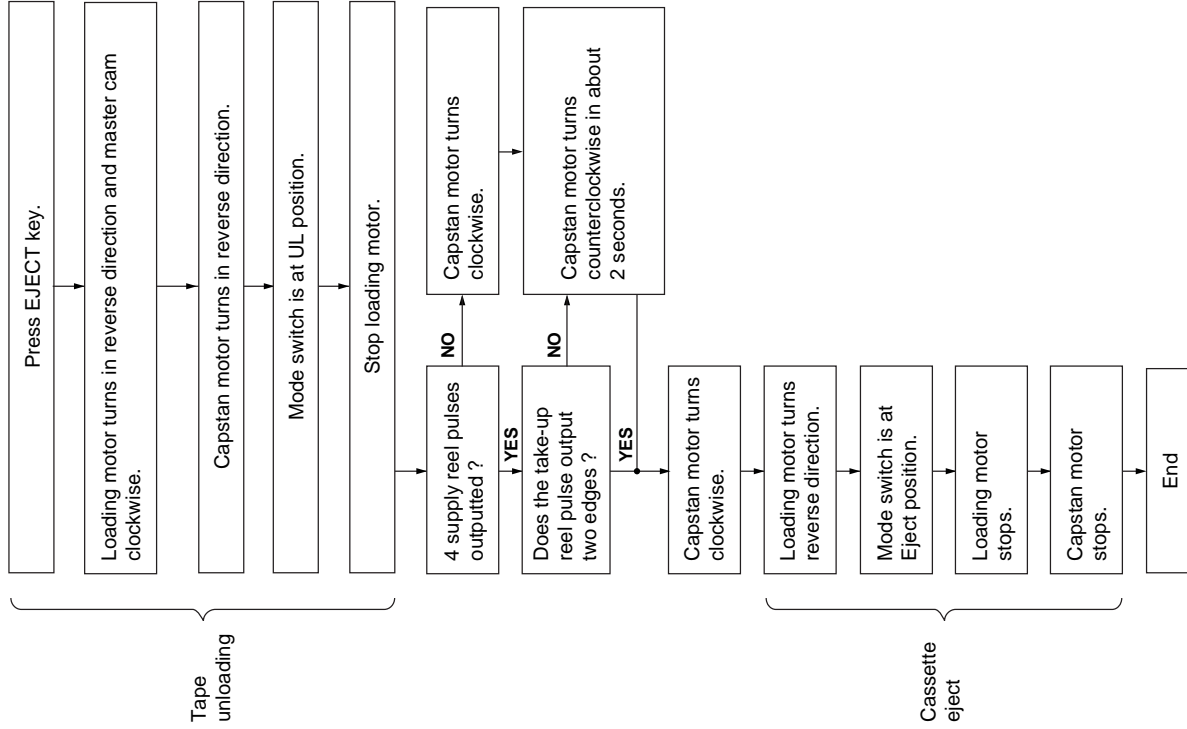 Press EJECT key.
Loading motor turns in reverse direction and master cam
clockwise.
Capstan motor turns in reverse direction.
Mode switch is at UL position.
Stop loading motor.
Tape
unloading
4 supply reel pulses
outputted ?
NO
Capstan motor turns
clockwise.
YES
Does the take-up
reel pulse output
two edges ?
NO
Capstan motor turns
counterclockwise in about
2 seconds.
YES
Capstan motor turns
clockwise.
Loading motor turns
reverse direction.
Mode switch is at
Eject position.
Loading motor
stops.
Capstan motor
stops.
Cassette
eject
End